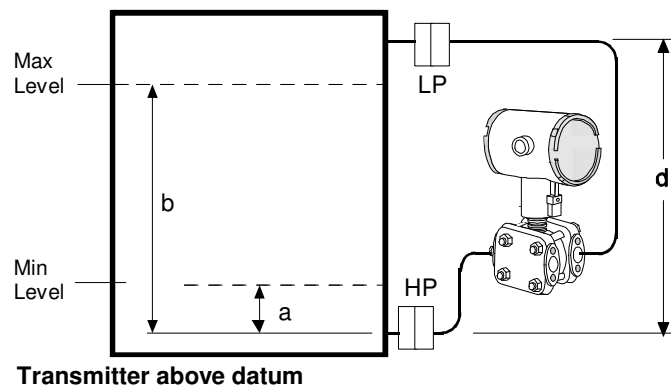 Max
Level
LP
b
d
Min
Level
a
HP
Transmitter above datum